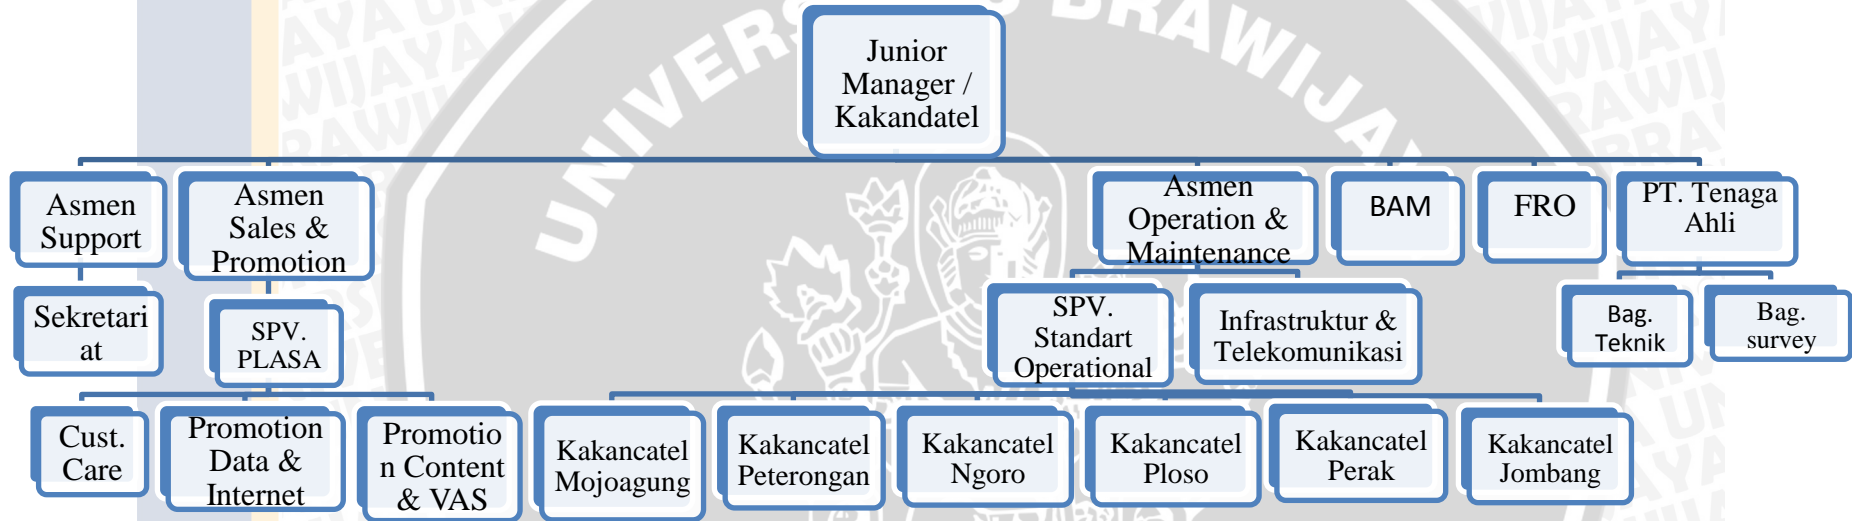 UNIVERSITAS BRAWIJAYA
Junior
Manager /
Kakandatel
Asmen
Support
Asmen
Sales &
Promotion
Asmen
Operation &
Maintenance
BAM
FRO
PT. Tenaga
Ahli
Sekretari
at
SPV.
PLASA
SPV.
Standart
Operational
Infrastruktur &
Telekomunikasi
Bag.
Teknik
Bag.
survey
Cust.
Care
Promotion
Data &
Internet
Promotio
n Content
& VAS
Kakancatel
Mojoagung
Kakancatel
Peterongan
Kakancatel
Ngoro
Kakancatel
Ploso
Kakancatel
Perak
Kakancatel
Jombang